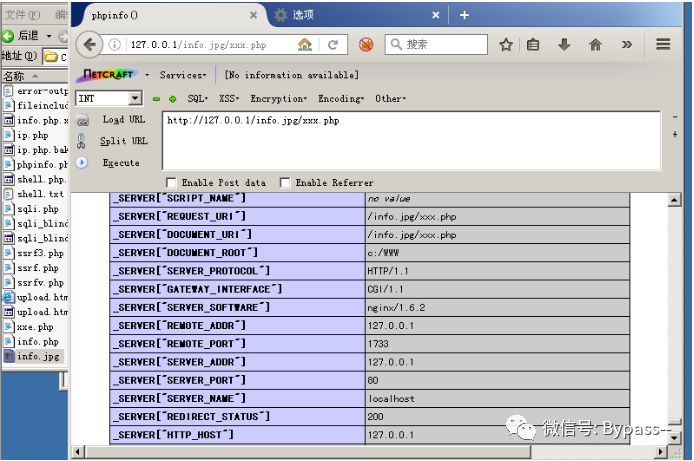 文件(F)
phpinfo()
选项
后退
127.0.0.1/info.jpg/xxx.php
搜索
地址(D)
C
NETCRAFT
Services
[No information available]
名称
INT
SQL
XSS
Encryption
Encoding
Other
error-outp
fileinclud
info.php.x
ip.php
ip.php.bak
phpinfo.ph
shell.php.
shell.txt
sqli.php
sqli_blind
sqli_blind
ssrf3.php
ssrf.php
ssrfv.php
upload.htm
upload.htm
xxe.php
info.php
info.jpg
Load URL
http://127.0.0.1/info.jpg/xxx.php
Split URL
Execute
Enable Post data
Enable Referrer
_SERVER["SCRIPT_NAME"] no value
_SERVER["REQUEST_URI"] /info.jpg/xxx.php
_SERVER["DOCUMENT_URI"] /info.jpg/xxx.php
_SERVER["DOCUMENT_ROOT"] c:/WWW
_SERVER["SERVER_PROTOCOL"] HTTP/1.1
_SERVER["GATEWAY_INTERFACE"] CGI/1.1
_SERVER["SERVER_SOFTWARE"] nginx/1.6.2
_SERVER["REMOTE_ADDR"] 127.0.0.1
_SERVER["REMOTE_PORT"] 1733
_SERVER["SERVER_ADDR"] 127.0.0.1
_SERVER["SERVER_PORT"] 80
_SERVER["SERVER_NAME"] localhost
_SERVER["REDIRECT_STATUS"] 200
_SERVER["HTTP_HOST"] 127.0.0.1
微信号: Bypass--